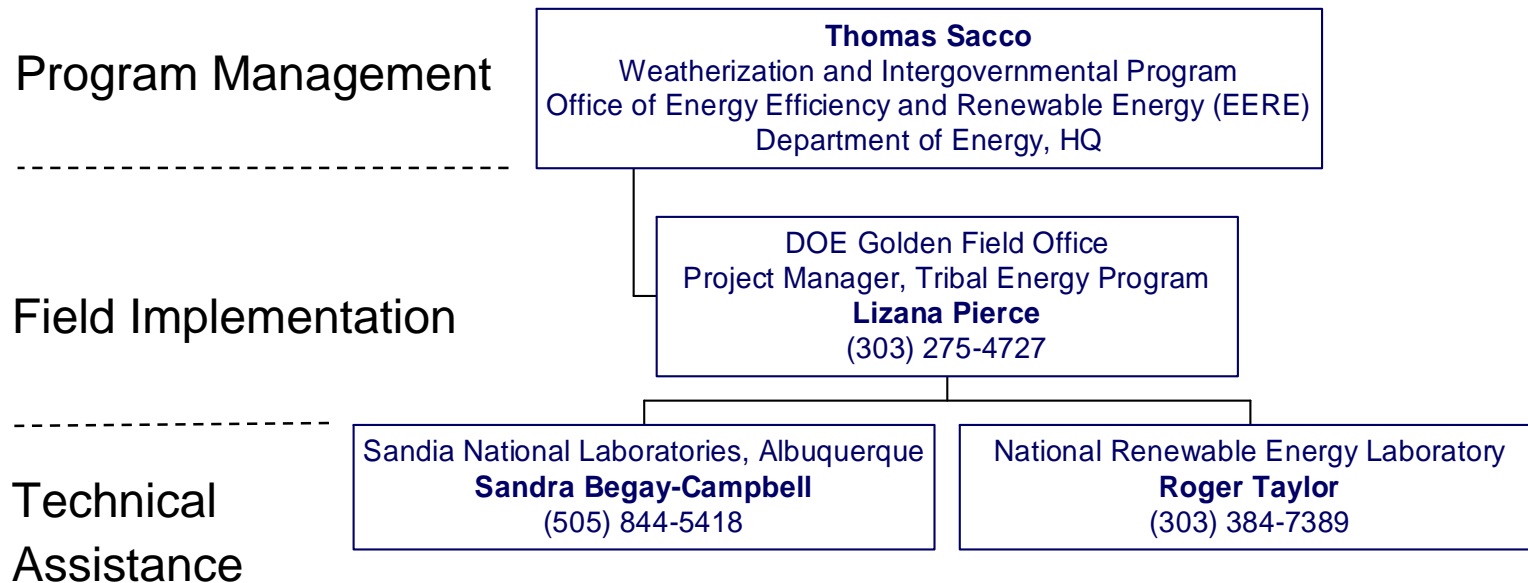 Program Management
Thomas Sacco
Weatherization and Intergovernmental Program
Office of Energy Efficiency and Renewable Energy (EERE)
Department of Energy, HQ
Field Implementation
DOE Golden Field Office
Project Manager, Tribal Energy Program
Lizana Pierce
(303) 275-4727
Technical
Assistance
Sandia National Laboratories, Albuquerque
Sandra Begay-Campbell
(505) 844-5418
National Renewable Energy Laboratory
Roger Taylor
(303) 384-7389